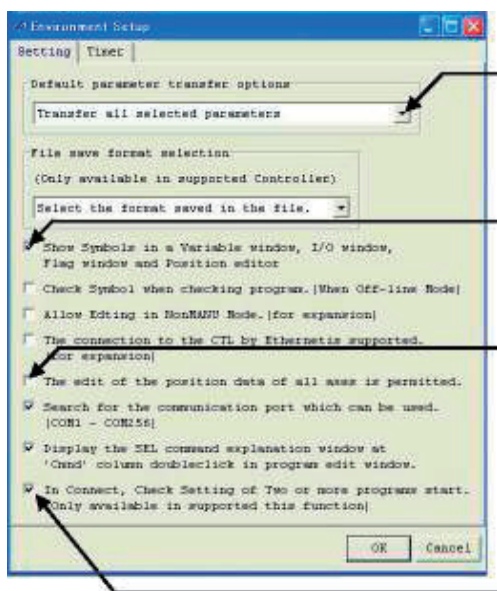 Environment Setup
Setting Timer
Default parameter transfer options
Transfer all selected parameters
File save format selection
(Only available in supported Controller)
Select the format saved in the file.
Show Symbols in a Variable window, I/O window,
Flag window and Position editor
Check Symbol when checking program.(When Off-line Mode)
Allow Edting in NonMANU Mode.(for expansion)
The connection to the CTL by Ethernetis supported.
(for expansion)
The edit of the position data of all axes is permitted.
Search for the communication port which can be used.
(COM1 - COM256)
Display the SEL command explanation window at
'Cmnd' column doubleclick in program edit window.
In Connect, Check Setting of Two or more programs start.
(Only available in supported this function)
OK Cancel